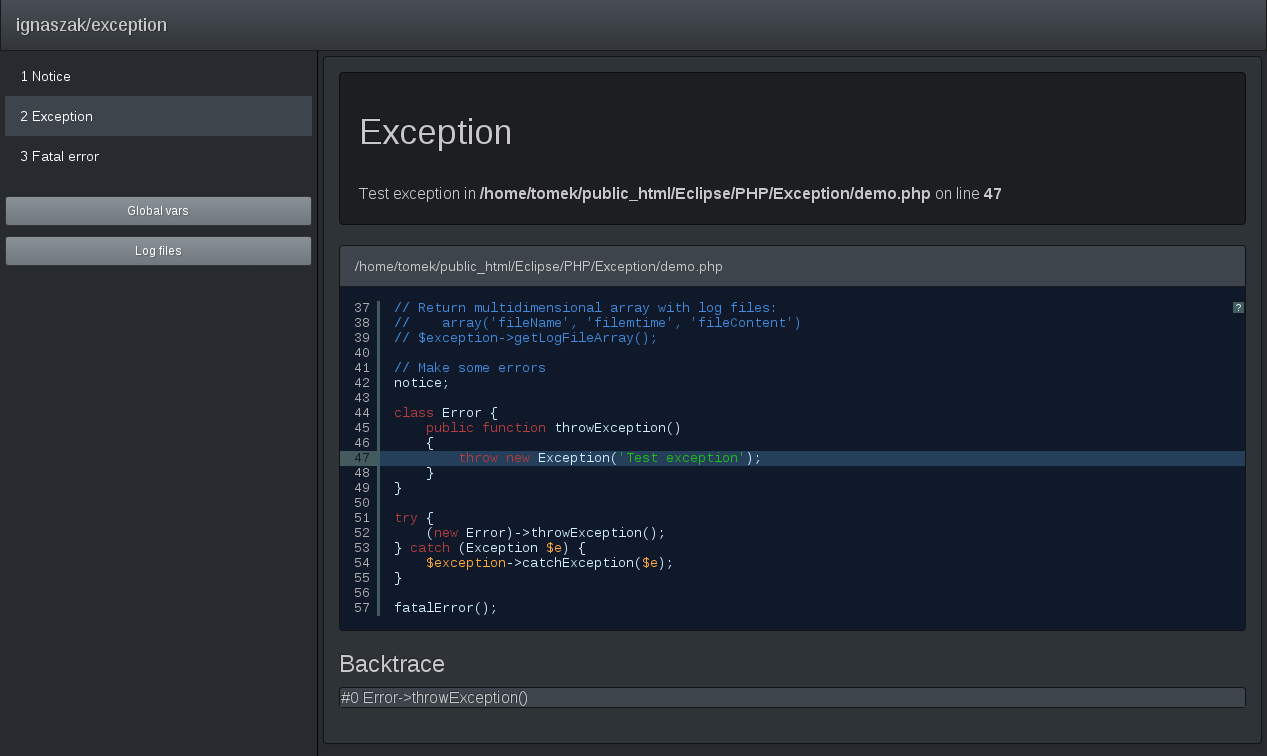 ignaszak/exception
1 Notice
2 Exception
3 Fatal error
Global vars
Log files
Exception
Test exception in /home/tomek/public_html/Eclipse/PHP/Exception/demo.php on line 47
/home/tomek/public_html/Eclipse/PHP/Exception/demo.php
?
37 // Return multidimensional array with log files:
38 //    array('fileName', 'filemtime', 'fileContent')
39 // $exception->getLogFileArray();
40
41 // Make some errors
42 notice;
43
44 class Error {
45     public function throwException()
46     {
47         throw new Exception('Test exception');
48     }
49 }
50
51 try {
52     (new Error)->throwException();
53 } catch (Exception $e) {
54     $exception->catchException($e);
55 }
56
57 fatalError();
Backtrace
#0 Error->throwException()